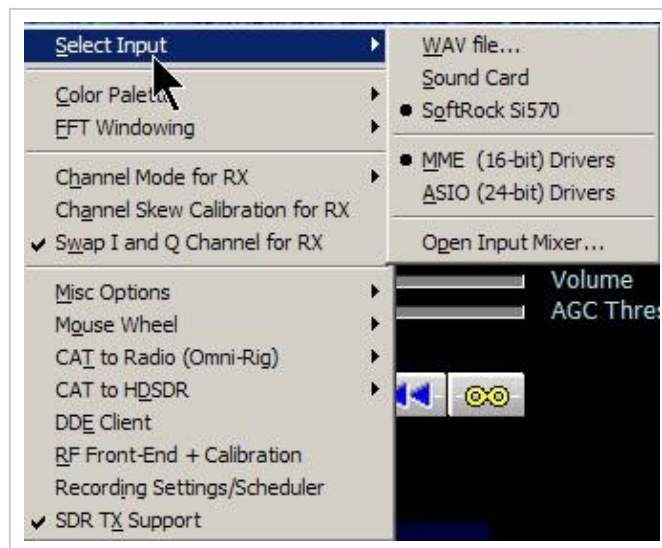 Select Input
Color Palett
FFT Windowing
Channel Mode for RX
Channel Skew Calibration for RX
Swap I and Q Channel for RX
Misc Options
Mouse Wheel
CAT to Radio (Omni-Rig)
CAT to HDSDR
DDE Client
RF Front-End + Calibration
Recording Settings/Scheduler
SDR TX Support
WAV file...
Sound Card
SoftRock Si570
MME (16-bit) Drivers
ASIO (24-bit) Drivers
Open Input Mixer...
Volume
AGC Thres